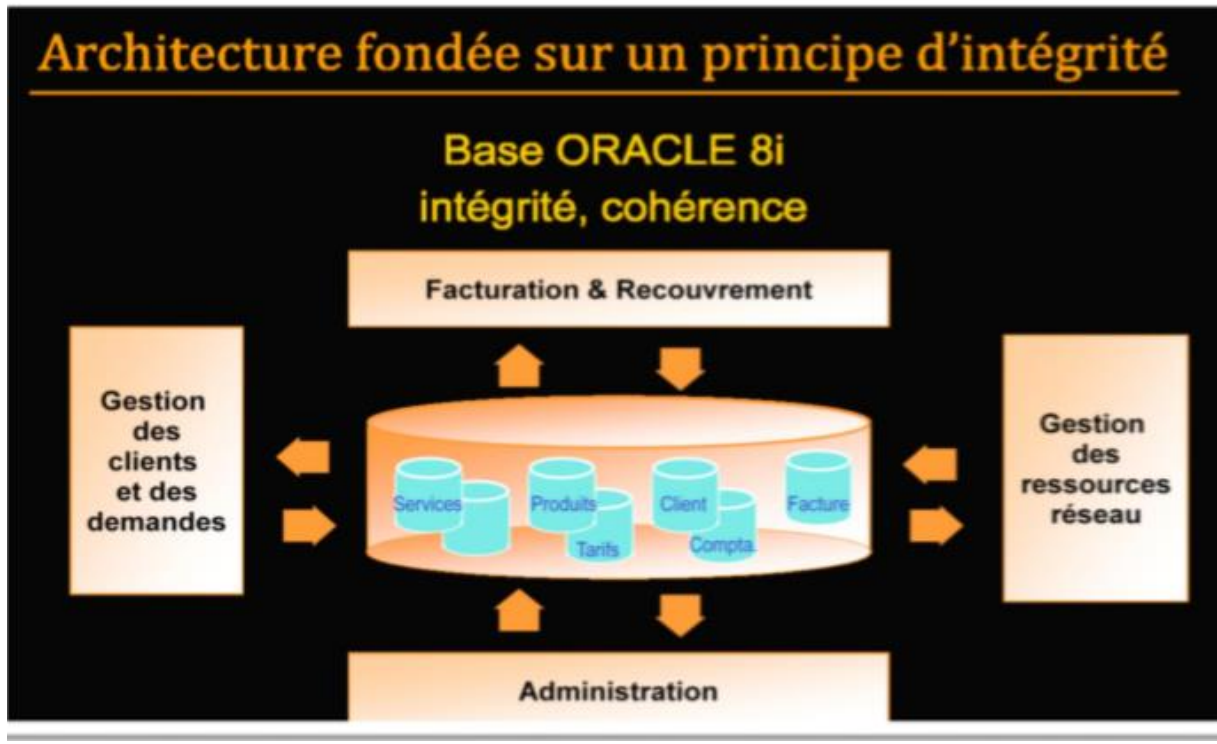 Architecture fondée sur un principe d'intégrité
Base ORACLE 8i
intégrité, cohérence
Facturation & Recouvrement
Gestion
des
clients
et des
demandes
Services
Produits
Tarifs
Client
Compta.
Facture
Gestion
des
ressources
réseau
Administration